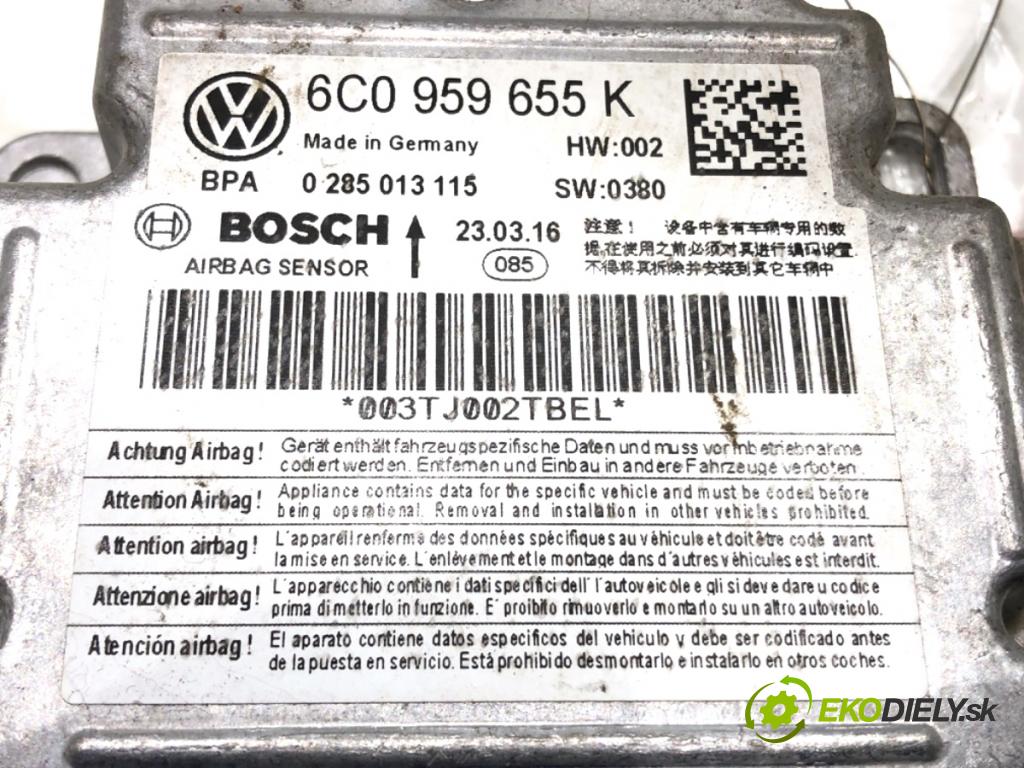 6C0 959 655 K
Made in Germany
HW:002
BPA 0 285 013 115
SW:0380
BOSCH
23.03.16
AIRBAG SENSOR
085
注意! 设备中含有车辆专用的数
据,在使用之前必须对其进行编码设置
不得将其拆除并安装到其它车辆中
*003TJ002TBEL*
Achtung Airbag!
Gerät enthält fahrzeugspezifische Daten und muss vor Inbetriebnahme
codiert werden. Entfernen und Einbau in andere Fahrzeuge verboten.
Attention Airbag!
Appliance contains data for the specific vehicle and must be coded before
being operational. Removal and installation in other vehicles prohibited.
Attention airbag!
L'appareil renferme des données spécifiques au véhicule et doit être codé avant
la mise en service. L'enlévement et le montage dans d'autres véhicules est interdit.
Attenzione airbag!
L'apparecchio contiene i dati specifici dell' l'autoveicolo e gli si deve dare u codice
prima di metterlo in funzione. E' proibito rimuoverlo e montarlo su un altro autoveicolo.
Atención airbag!
El aparato contiene datos especificos del vehiculo y debe ser codificado antes
de la puesta en servicio. Está prohibido desmontarlo e instalarlo en otros coches.
EKODIELY.sk